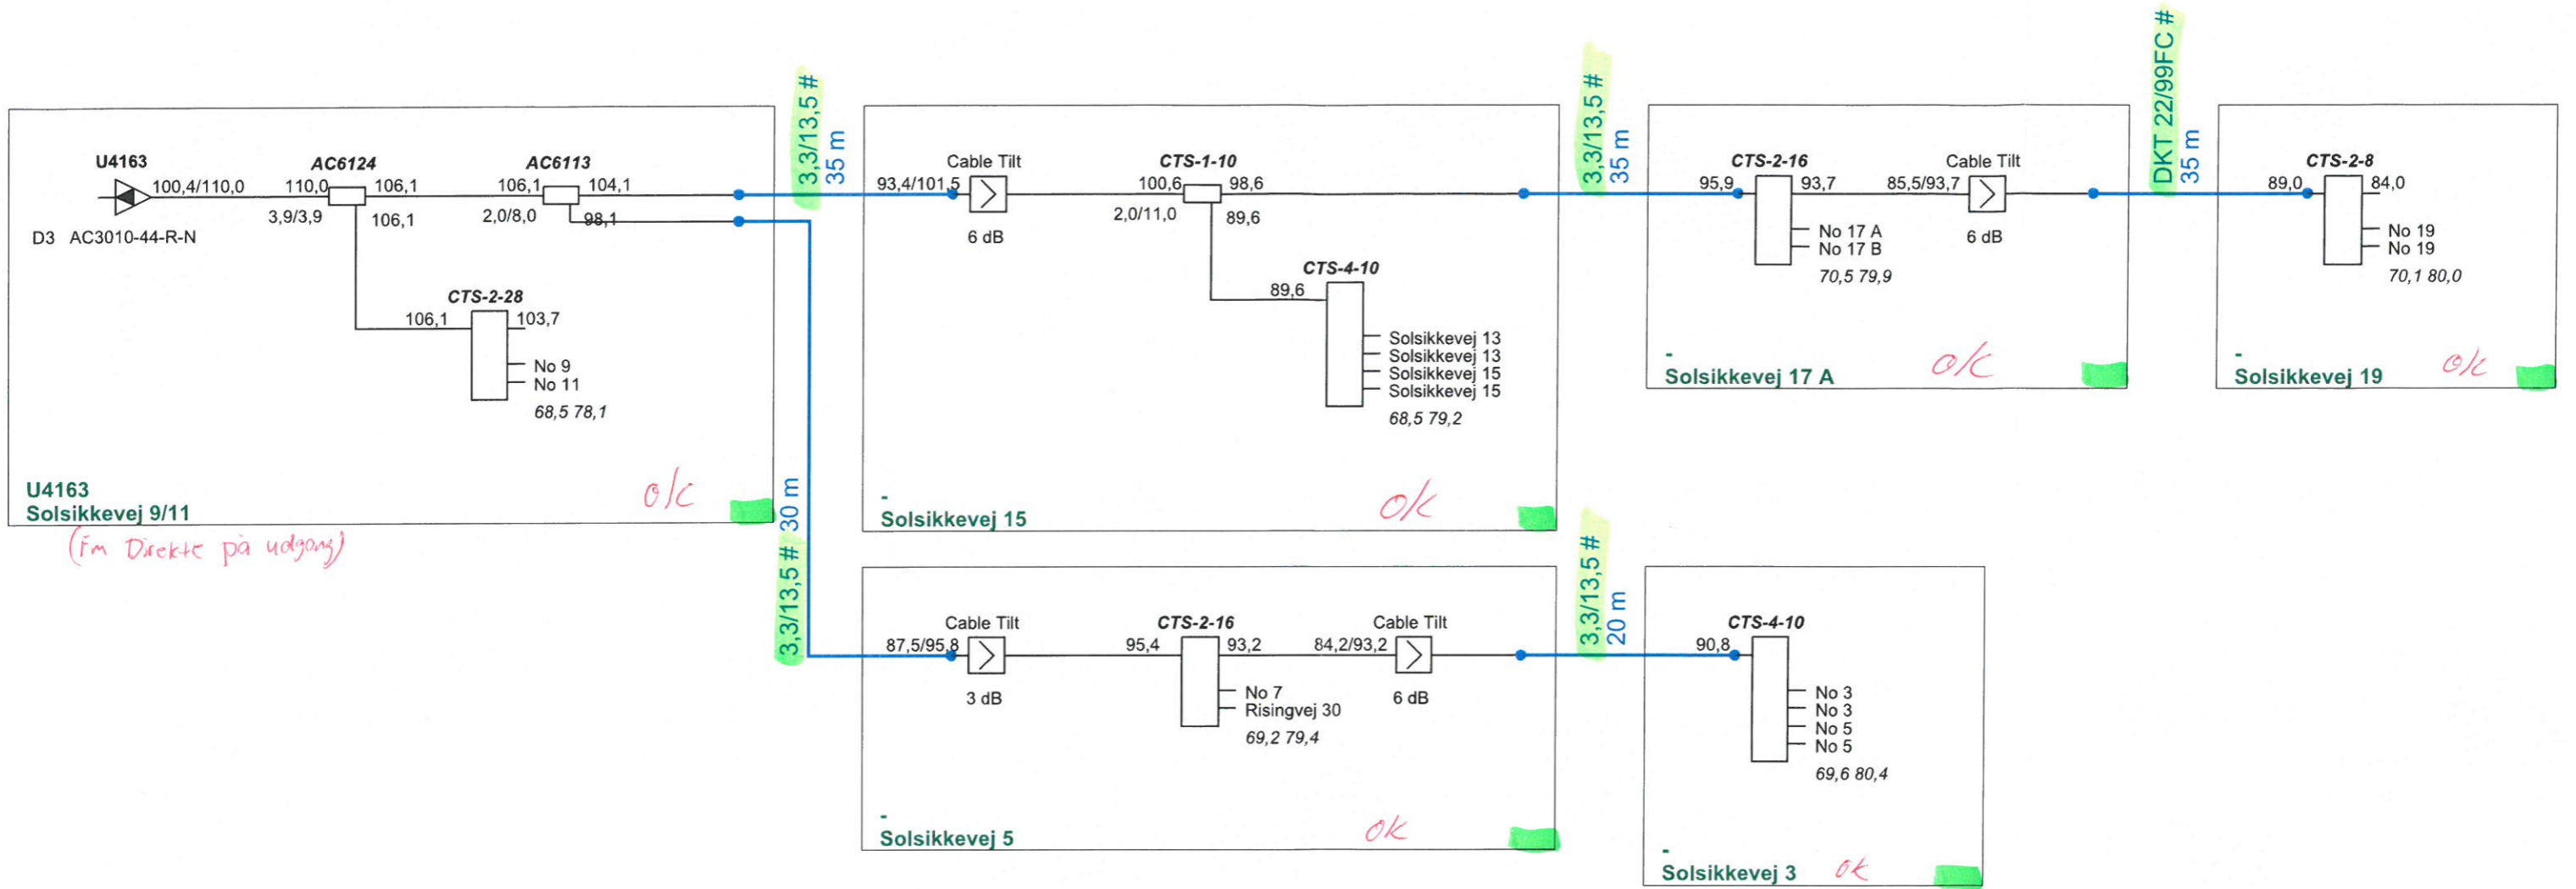 U4163
100,4/110,0
D3 AC3010-44-R-N
AC6124
110,0
106,1
3,9/3,9
106,1
AC6113
106,1
104,1
2,0/8,0
98,1
CTS-2-28
106,1
103,7
No 9
No 11
68,5 78,1
U4163
Solsikkevej 9/11
o/k
(Fm Direkte på udgang)
3,3/13,5 #
35 m
3,3/13,5 #
30 m
93,4/101,5
Cable Tilt
6 dB
CTS-1-10
100,6
98,6
2,0/11,0
89,6
CTS-4-10
89,6
Solsikkevej 13
Solsikkevej 13
Solsikkevej 15
Solsikkevej 15
68,5 79,2
-
Solsikkevej 15
o/k
3,3/13,5 #
35 m
CTS-2-16
95,9
93,7
No 17 A
No 17 B
70,5 79,9
Cable Tilt
85,5/93,7
6 dB
-
Solsikkevej 17 A
o/k
DKT 22/99FC #
35 m
CTS-2-8
89,0
84,0
No 19
No 19
70,1 80,0
-
Solsikkevej 19
o/k
Cable Tilt
87,5/95,8
3 dB
CTS-2-16
95,4
93,2
No 7
Risingvej 30
69,2 79,4
Cable Tilt
84,2/93,2
6 dB
-
Solsikkevej 5
ok
3,3/13,5 #
20 m
CTS-4-10
90,8
No 3
No 3
No 5
No 5
69,6 80,4
-
Solsikkevej 3
ok